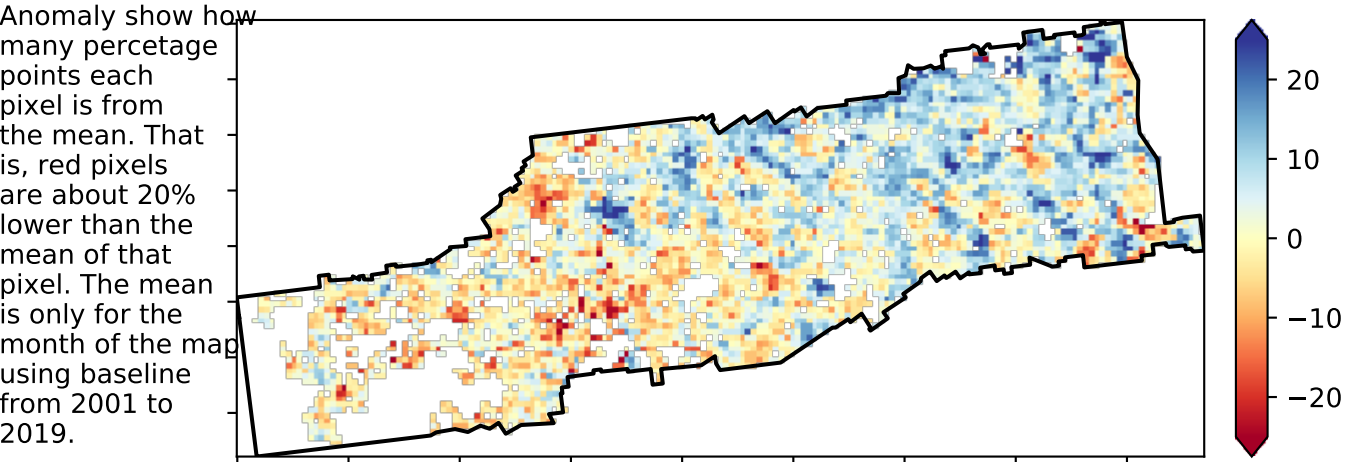 Anomaly show how
many percetage
points each
pixel is from
the mean. That
is, red pixels
are about 20%
lower than the
mean of that
pixel. The mean
is only for the
month of the map
using baseline
from 2001 to
2019.
20
10
0
−10
−20